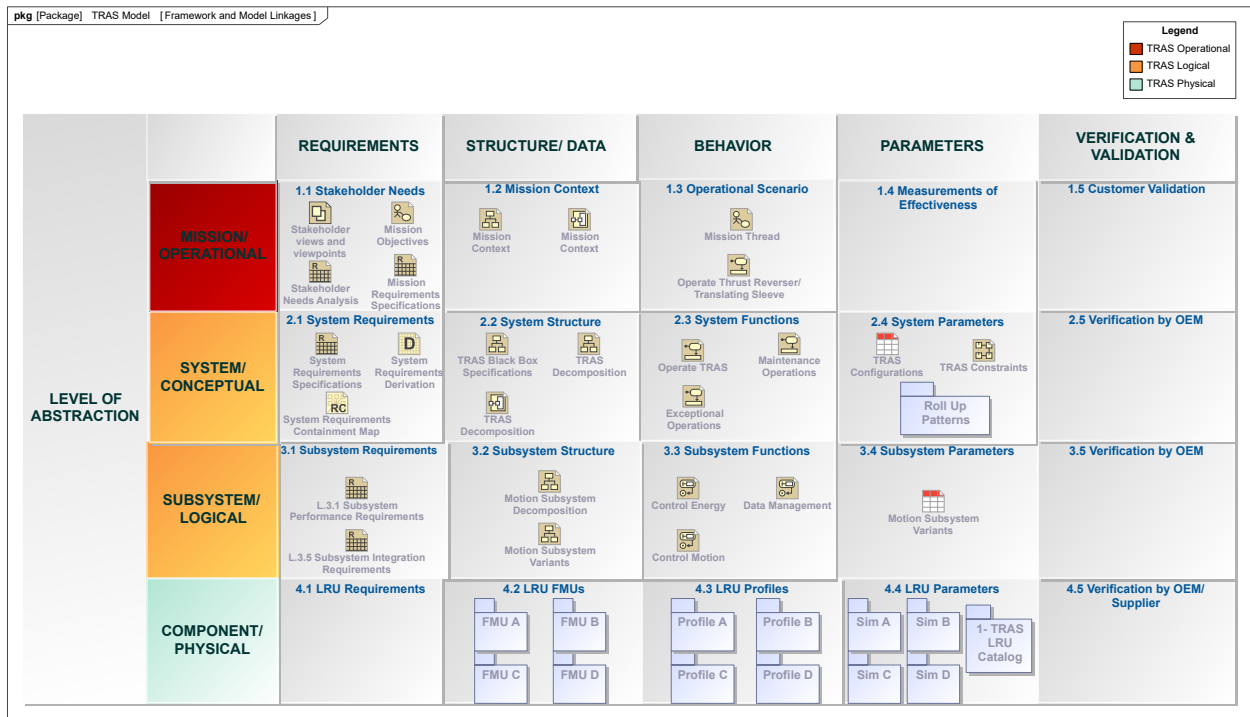 pkg [Package] TRAS Model [Framework and Model Linkages]
Legend
TRAS Operational
TRAS Logical
TRAS Physical
REQUIREMENTS
STRUCTURE/ DATA
BEHAVIOR
PARAMETERS
VERIFICATION &
VALIDATION
LEVEL OF
ABSTRACTION
MISSION/
OPERATIONAL
1.1 Stakeholder Needs
Stakeholder
views and
viewpoints
Mission
Objectives
R
Stakeholder
Needs Analysis
R
Mission
Requirements
Specifications
1.2 Mission Context
Mission
Context
Mission
Context
1.3 Operational Scenario
Mission Thread
Operate Thrust Reverser/
Translating Sleeve
1.4 Measurements of
Effectiveness
1.5 Customer Validation
SYSTEM/
CONCEPTUAL
2.1 System Requirements
R
System
Requirements
Specifications
D
System
Requirements
Derivation
RC
System Requirements
Containment Map
2.2 System Structure
TRAS Black Box
Specifications
TRAS
Decomposition
TRAS
Decomposition
2.3 System Functions
Operate TRAS
Maintenance
Operations
Exceptional
Operations
2.4 System Parameters
TRAS
Configurations
TRAS Constraints
Roll Up
Patterns
2.5 Verification by OEM
SUBSYSTEM/
LOGICAL
3.1 Subsystem Requirements
R
L.3.1 Subsystem
Performance Requirements
R
L.3.5 Subsystem Integration
Requirements
3.2 Subsystem Structure
Motion Subsystem
Decomposition
Motion Subsystem
Variants
3.3 Subsystem Functions
Control Energy
Data Management
Control Motion
3.4 Subsystem Parameters
Motion Subsystem
Variants
3.5 Verification by OEM
COMPONENT/
PHYSICAL
4.1 LRU Requirements
4.2 LRU FMUs
FMU A
FMU B
FMU C
FMU D
4.3 LRU Profiles
Profile A
Profile B
Profile C
Profile D
4.4 LRU Parameters
Sim A
Sim B
Sim C
Sim D
1- TRAS
LRU
Catalog
4.5 Verification by OEM/
Supplier